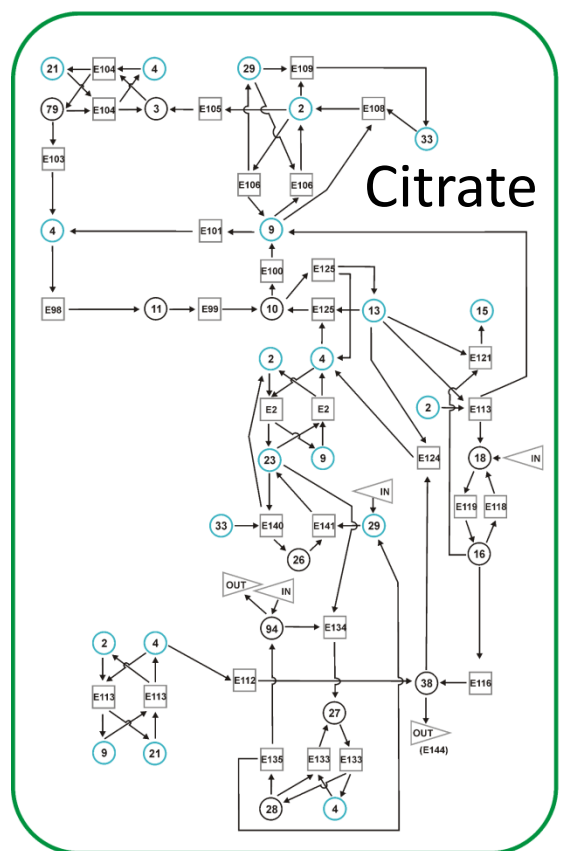 21 E104 4 29 E109
79 E104 3 E105 2 E108
33
E103
E106 E106
Citrate
4 E101 9
E100 E125
E98 11 E99 10 E125 13 15
2 4 E121
E2 E2 2 E113
23 9 E124 18 IN
IN
E119 E118
33 E140 E141 29
26 16
OUT IN
94 E134
2 4
E112 38 E116
E113 E113
27
OUT
(E144)
9 21 E135 E133 E133
28 4